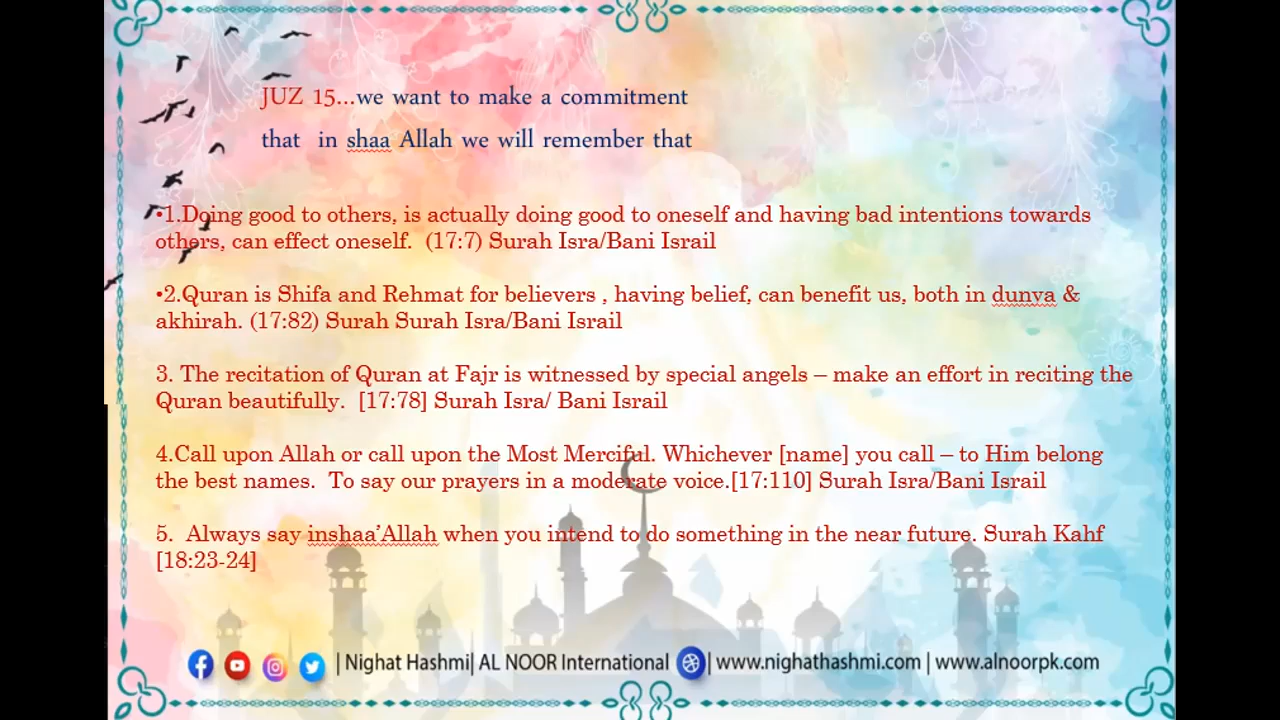 JUZ 15...we want to make a commitment
that in shaa Allah we will remember that
•1.Doing good to others, is actually doing good to oneself and having bad intentions towards
others, can effect oneself. (17:7) Surah Isra/Bani Israil
•2.Quran is Shifa and Rehmat for believers , having belief, can benefit us, both in dunya &
akhirah. (17:82) Surah Surah Isra/Bani Israil
3. The recitation of Quran at Fajr is witnessed by special angels – make an effort in reciting the
Quran beautifully. [17:78] Surah Isra/ Bani Israil
4.Call upon Allah or call upon the Most Merciful. Whichever [name] you call – to Him belong
the best names. To say our prayers in a moderate voice.[17:110] Surah Isra/Bani Israil
5. Always say inshaa’Allah when you intend to do something in the near future. Surah Kahf
[18:23-24]
| Nighat Hashmi| AL NOOR International | www.nighathashmi.com | www.alnoorpk.com